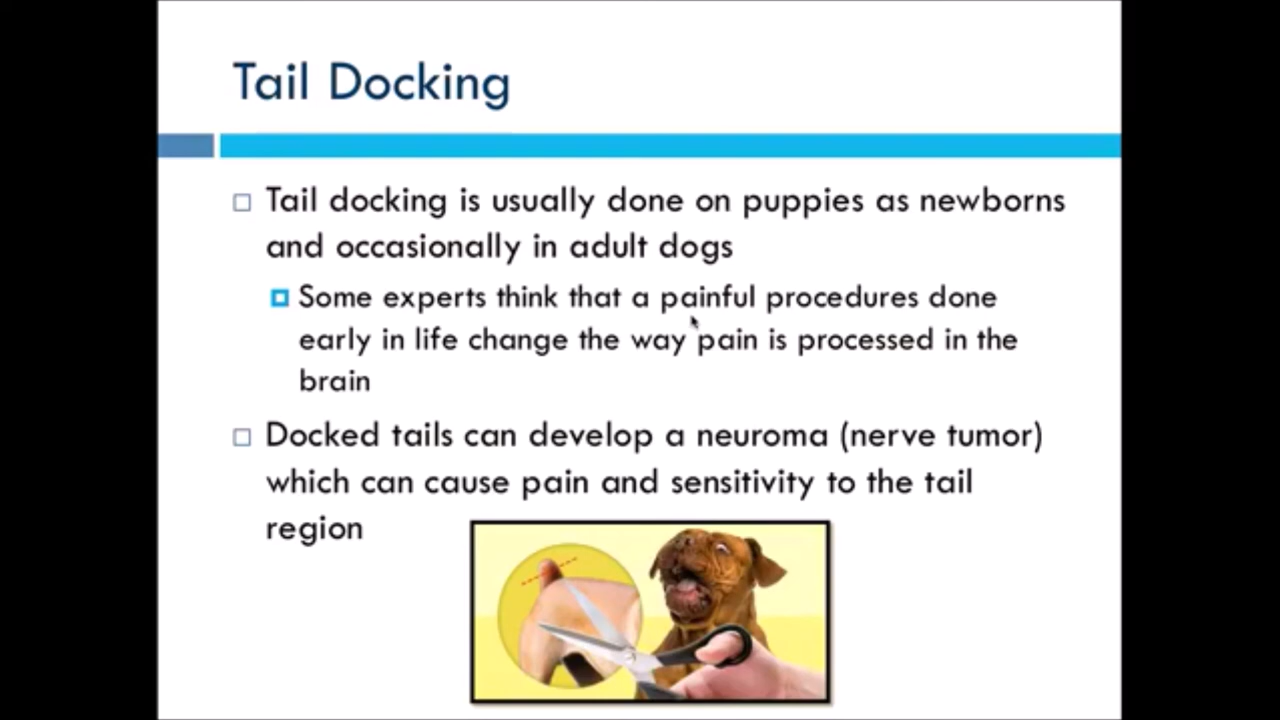 Tail Docking
Tail docking is usually done on puppies as newborns
and occasionally in adult dogs
Some experts think that a painful procedures done
early in life change the way pain is processed in the
brain
Docked tails can develop a neuroma (nerve tumor)
which can cause pain and sensitivity to the tail
region